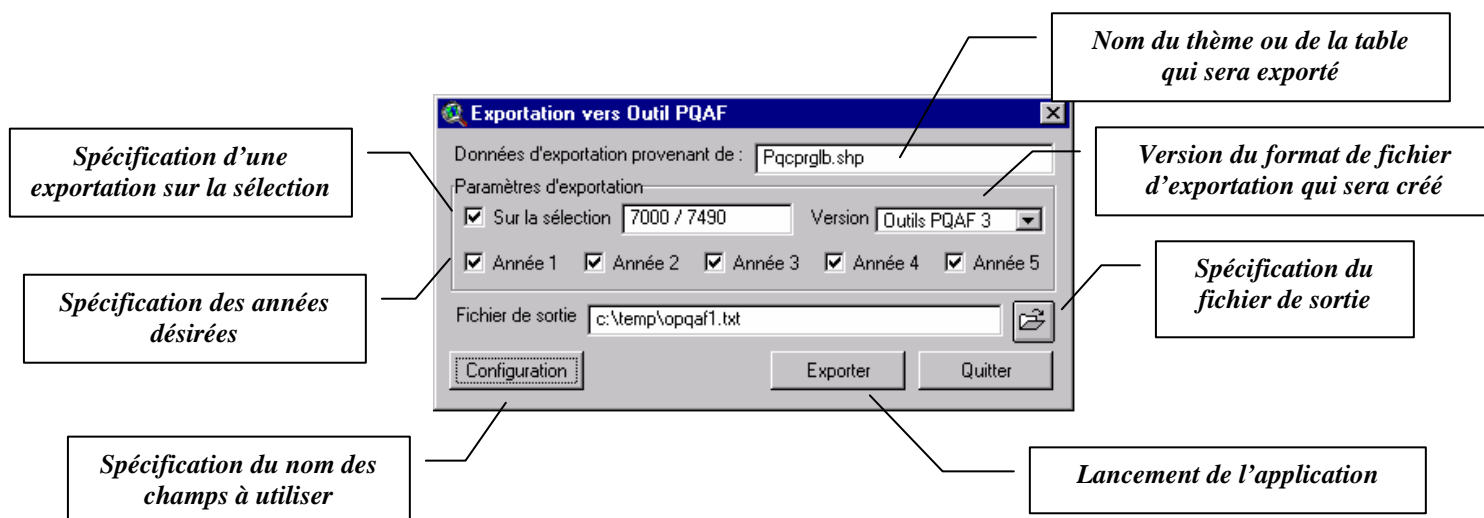 Nom du thème ou de la table
qui sera exporté
Exportation vers Outil PQAF
Spécification d’une
exportation sur la sélection
Données d'exportation provenant de : Pqcprglb.shp
Version du format de fichier
d’exportation qui sera créé
Paramètres d'exportation
Sur la sélection 7000 / 7490 Version Outils PQAF 3
Année 1 Année 2 Année 3 Année 4 Année 5
Spécification des années
désirées
Spécification du
fichier de sortie
Fichier de sortie c:\temp\opqaf1.txt
Configuration Exporter Quitter
Spécification du nom des
champs à utiliser
Lancement de l’application